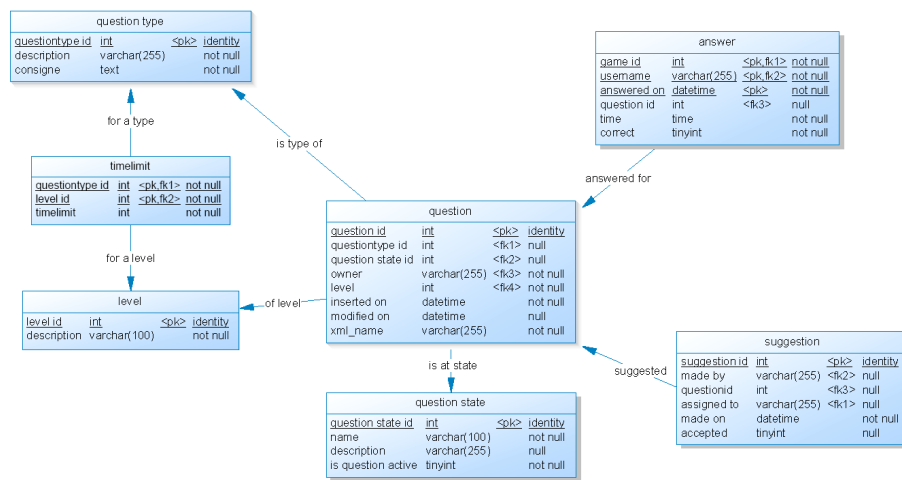 question type
questiontype id int <pk> identity
description varchar(255) not null
consigne text not null
answer
game id int <pk,fk1> not null
username varchar(255) <pk,fk2> not null
answered on datetime <pk> not null
question id int <fk3> null
time time not null
correct tinyint not null
for a type
is type of
timelimit
questiontype id int <pk,fk1> not null
level id int <pk,fk2> not null
timelimit int not null
answered for
question
question id int <pk> identity
questiontype id int <fk1> null
question state id int <fk2> null
owner varchar(255) <fk3> not null
level int <fk4> not null
inserted on datetime not null
modified on datetime null
xml_name varchar(255) not null
for a level
of level
level
level id int <pk> identity
description varchar(100) not null
is at state
suggested
suggestion
suggestion id int <pk> identity
made by varchar(255) <fk2> null
questionid int <fk3> null
assigned to varchar(255) <fk1> null
made on datetime not null
accepted tinyint null
question state
question state id int <pk> identity
name varchar(100) not null
description varchar(255) null
is question active tinyint not null